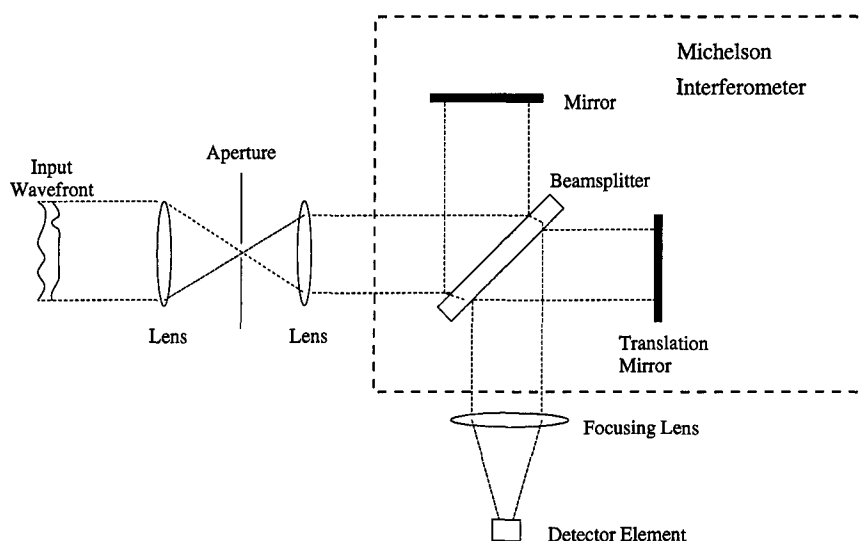 Michelson
Interferometer
Mirror
Aperture
Input
Wavefront
Beamsplitter
Lens
Lens
Translation
Mirror
Focusing Lens
Detector Element